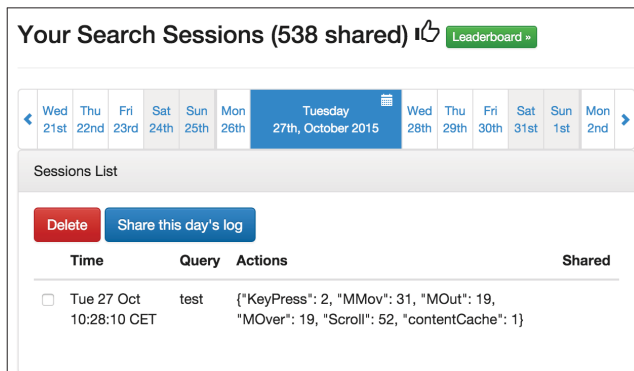 Your Search Sessions (538 shared) Leaderboard »
Wed Thu Fri Sat Sun Mon Tuesday Wed Thu Fri Sat Sun Mon
21st 22nd 23rd 24th 25th 26th 27th, October 2015 28th 29th 30th 31st 1st 2nd
Sessions List
Delete Share this day's log
Time Query Actions Shared
Tue 27 Oct test {"KeyPress": 2, "MMov": 31, "MOut": 19,
10:28:10 CET "MOver": 19, "Scroll": 52, "contentCache": 1}